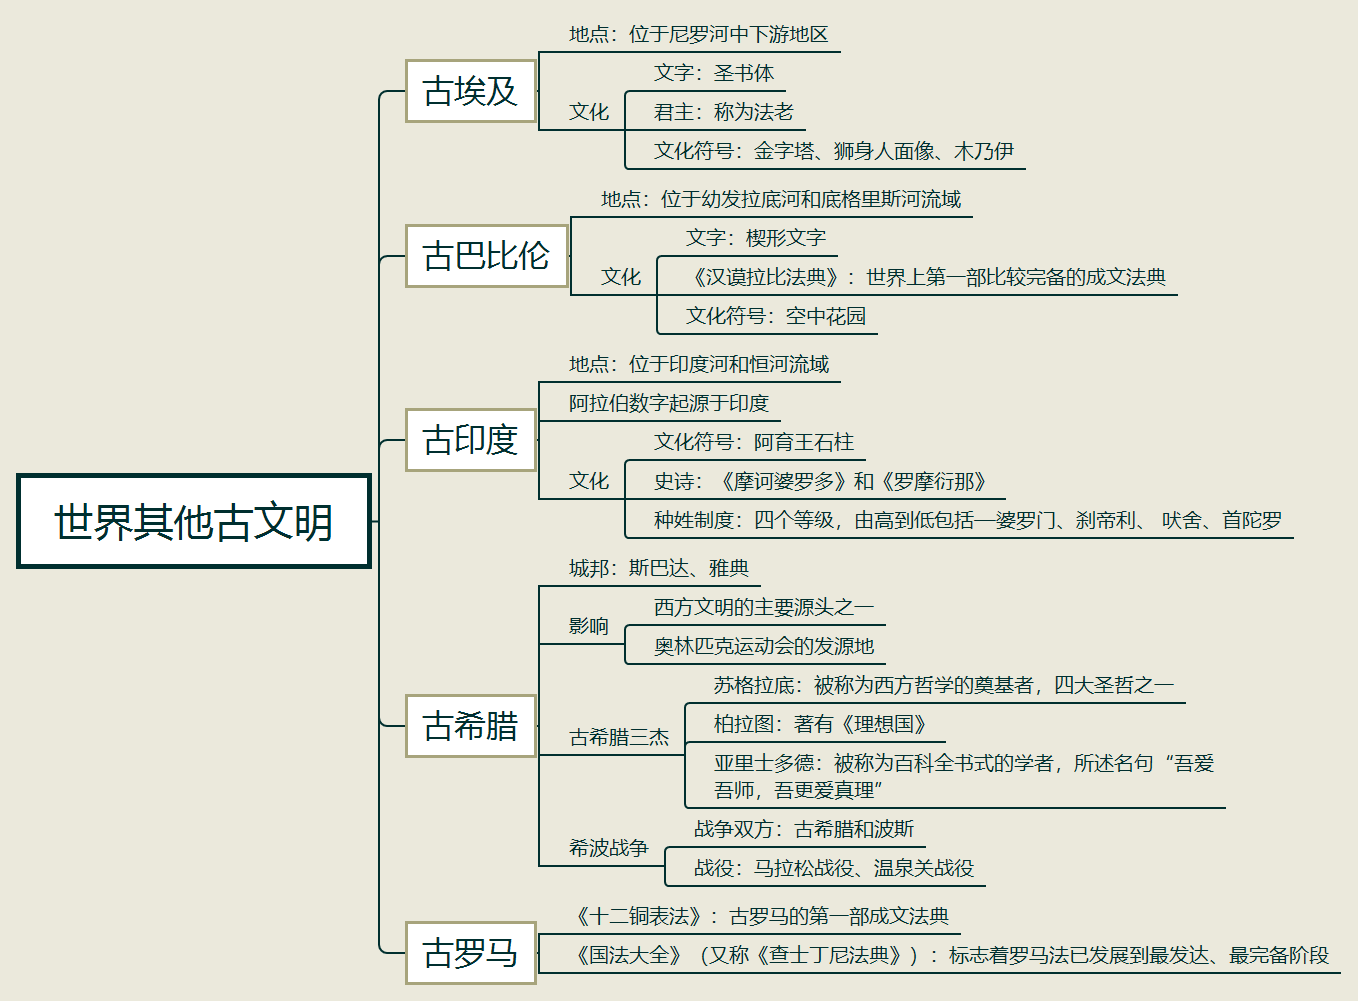 世界其他古文明
古埃及
地点：位于尼罗河中下游地区
文化
文字：圣书体
君主：称为法老
文化符号：金字塔、狮身人面像、木乃伊
古巴比伦
地点：位于幼发拉底河和底格里斯河流域
文化
文字：楔形文字
《汉谟拉比法典》：世界上第一部比较完备的成文法典
文化符号：空中花园
古印度
地点：位于印度河和恒河流域
阿拉伯数字起源于印度
文化
文化符号：阿育王石柱
史诗：《摩诃婆罗多》和《罗摩衍那》
种姓制度：四个等级，由高到低包括—婆罗门、刹帝利、 吠舍、首陀罗
古希腊
城邦：斯巴达、雅典
影响
西方文明的主要源头之一
奥林匹克运动会的发源地
古希腊三杰
苏格拉底：被称为西方哲学的奠基者，四大圣哲之一
柏拉图：著有《理想国》
亚里士多德：被称为百科全书式的学者，所述名句“吾爱
吾师，吾更爱真理”
希波战争
战争双方：古希腊和波斯
战役：马拉松战役、温泉关战役
古罗马
《十二铜表法》：古罗马的第一部成文法典
《国法大全》（又称《查士丁尼法典》）：标志着罗马法已发展到最发达、最完备阶段